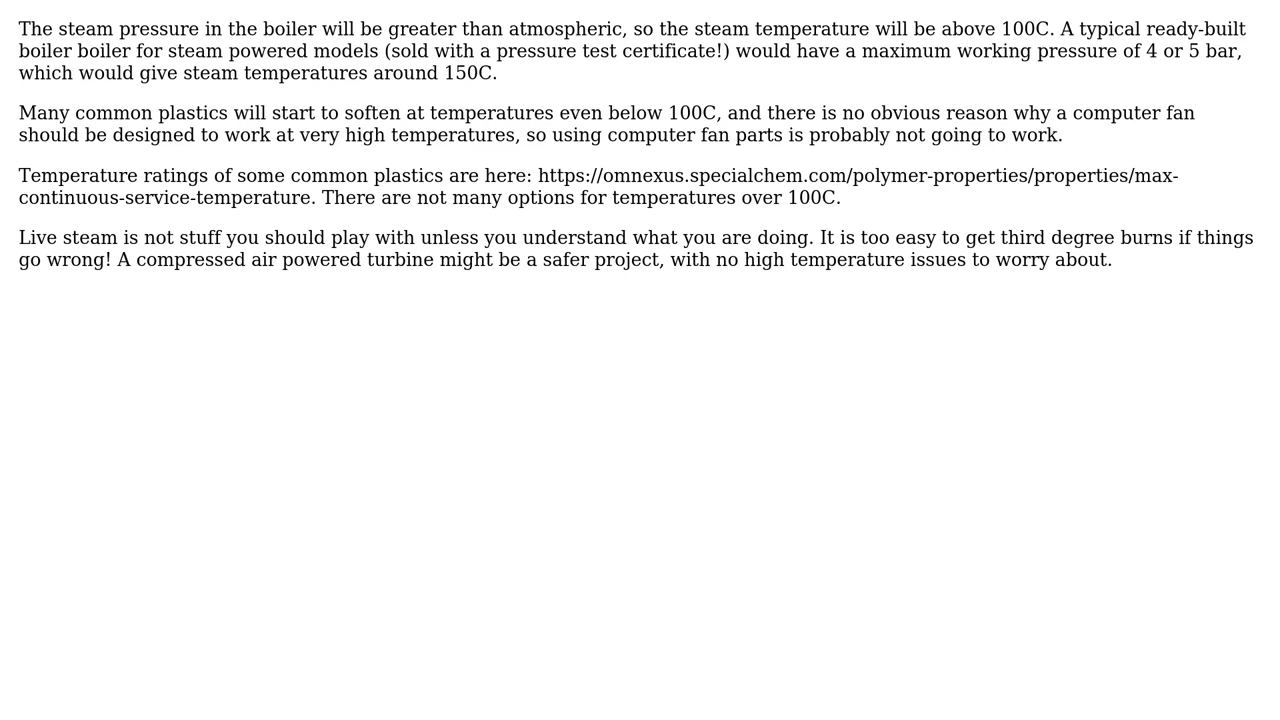 The steam pressure in the boiler will be greater than atmospheric, so the steam temperature will be above 100C. A typical ready-built
boiler boiler for steam powered models (sold with a pressure test certificate!) would have a maximum working pressure of 4 or 5 bar,
which would give steam temperatures around 150C.
Many common plastics will start to soften at temperatures even below 100C, and there is no obvious reason why a computer fan
should be designed to work at very high temperatures, so using computer fan parts is probably not going to work.
Temperature ratings of some common plastics are here: https://omnexus.specialchem.com/polymer-properties/properties/max-
continuous-service-temperature. There are not many options for temperatures over 100C.
Live steam is not stuff you should play with unless you understand what you are doing. It is too easy to get third degree burns if things
go wrong! A compressed air powered turbine might be a safer project, with no high temperature issues to worry about.